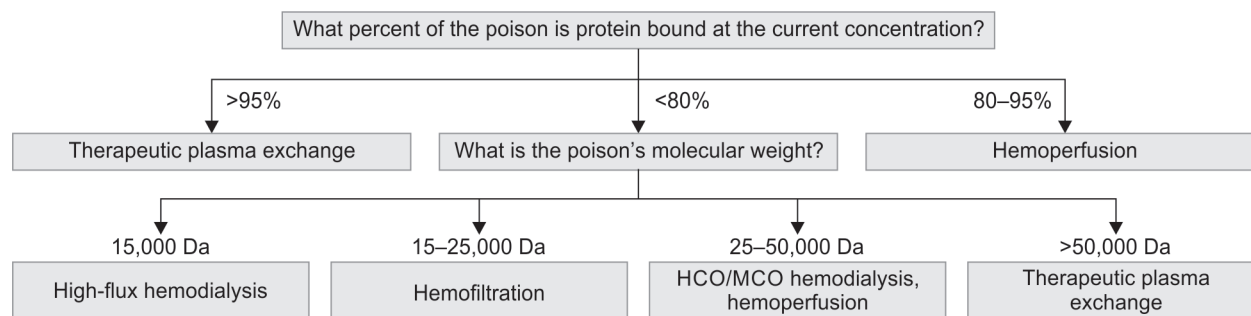 What percent of the poison is protein bound at the current concentration?
>95%
<80%
80–95%
Therapeutic plasma exchange
What is the poison’s molecular weight?
Hemoperfusion
15,000 Da
15–25,000 Da
25–50,000 Da
>50,000 Da
High-flux hemodialysis
Hemofiltration
HCO/MCO hemodialysis,
hemoperfusion
Therapeutic plasma
exchange